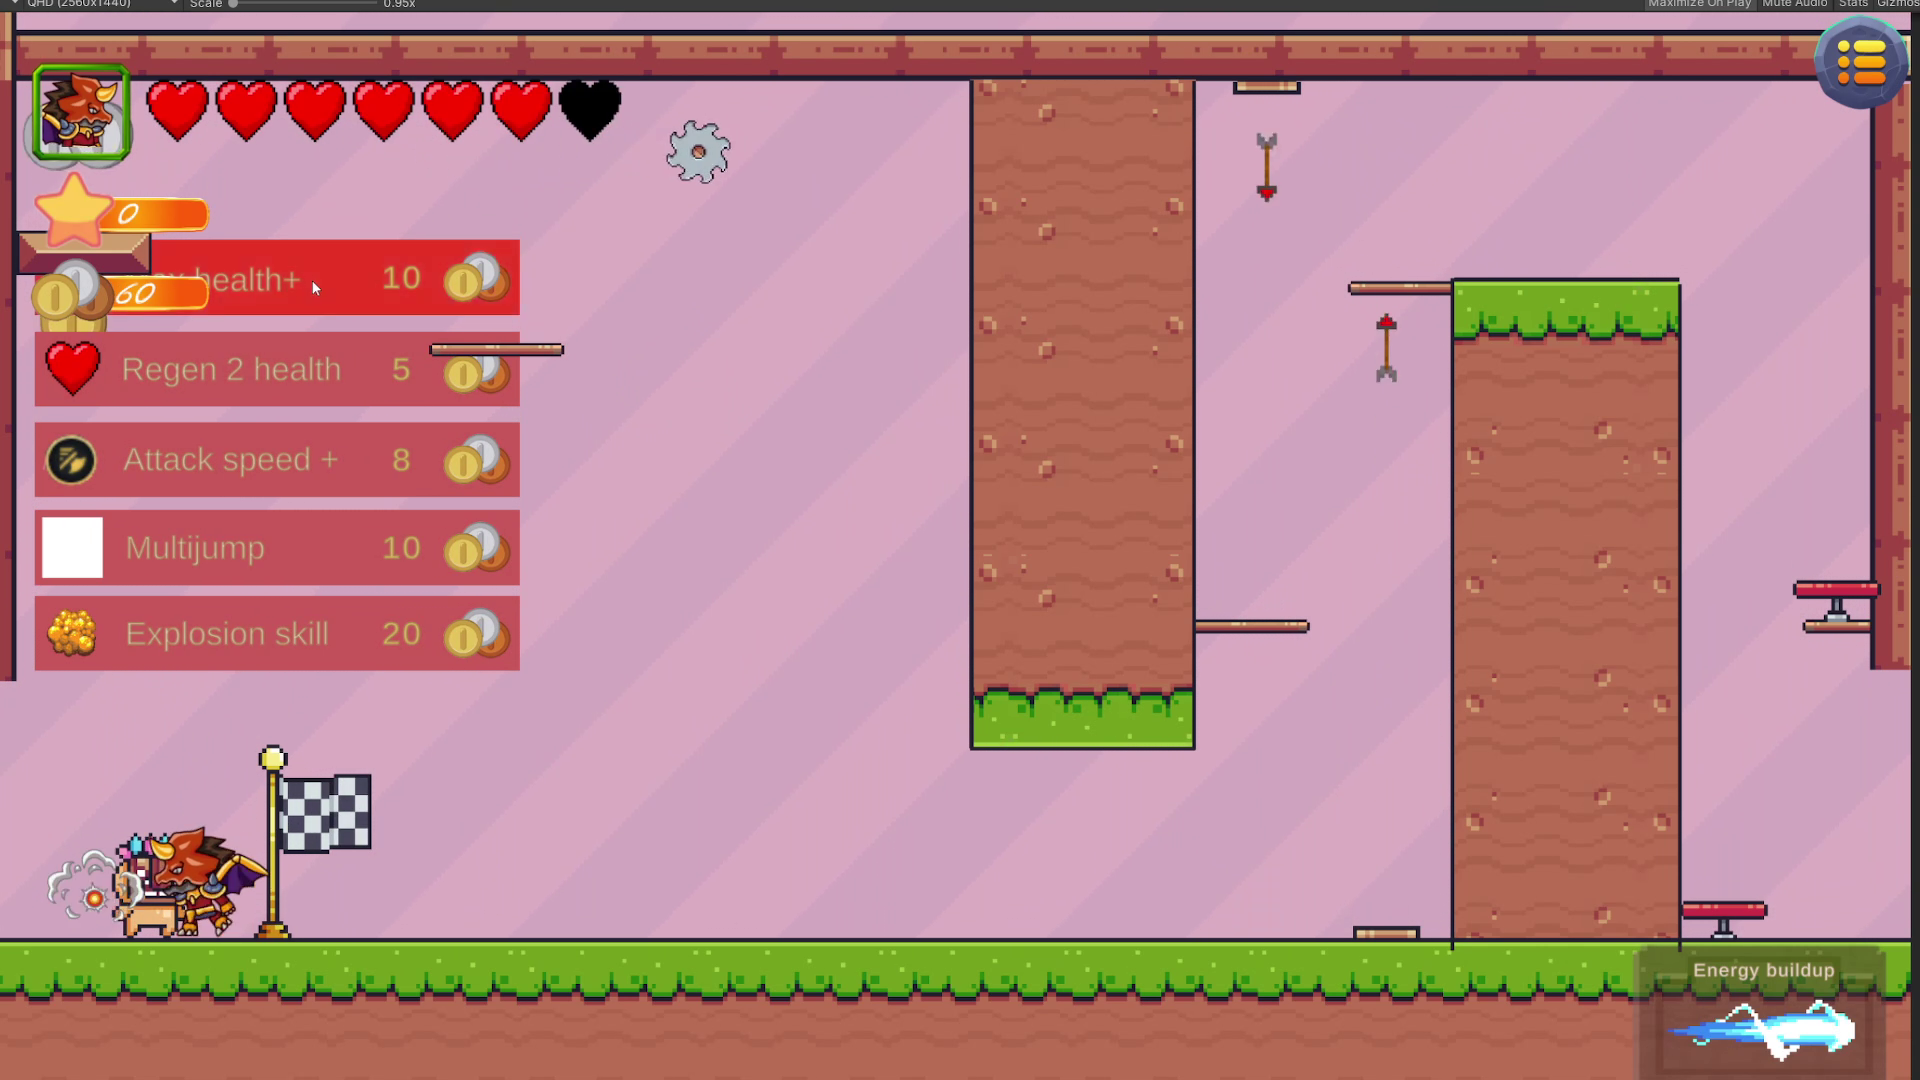 QHD (2560x1440) Scale 0.95x Maximize On Play Mute Audio Stats Gizmos
0
health+ 10
60
Regen 2 health 5
Attack speed + 8
Multijump 10
Explosion skill 20
Energy buildup